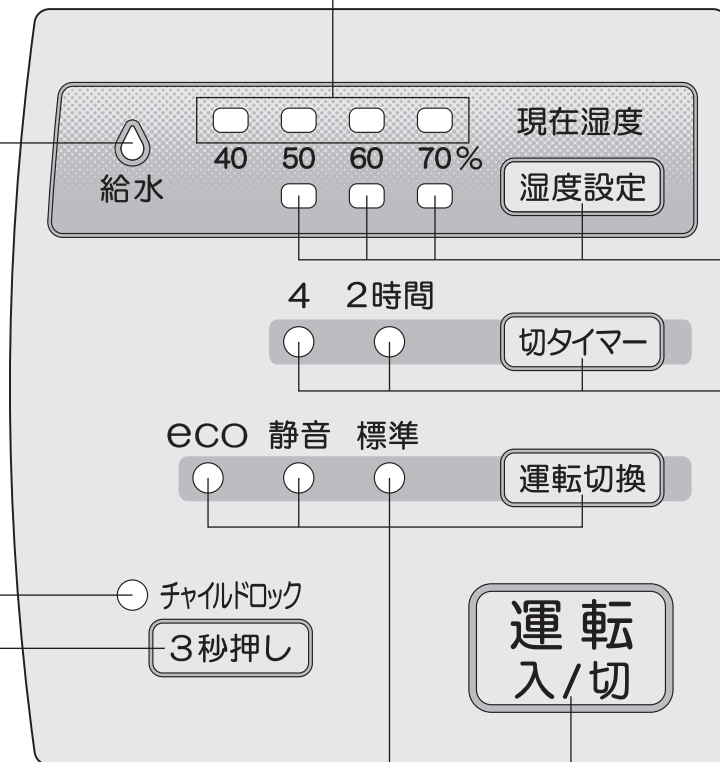 現在湿度
40 50 60 70%
給水
湿度設定
4 2時間
切タイマー
eco 静音 標準
運転切換
チャイルドロック
3秒押し
運転
入/切